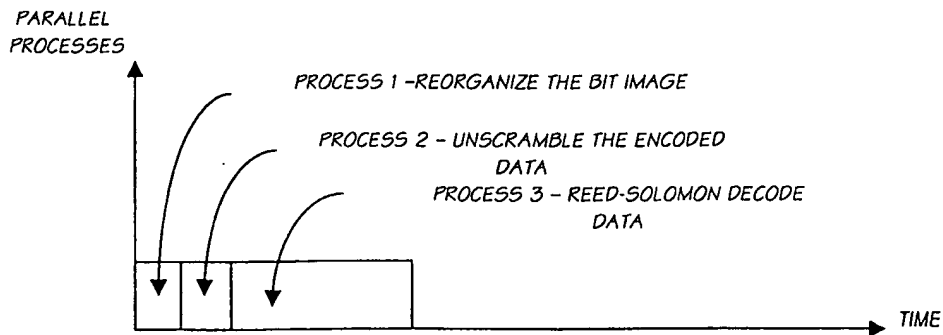 PARALLEL
PROCESSES
PROCESS 1 –REORGANIZE THE BIT IMAGE
PROCESS 2 – UNSCRAMBLE THE ENCODED
DATA
PROCESS 3 – REED-SOLOMON DECODE
DATA
TIME